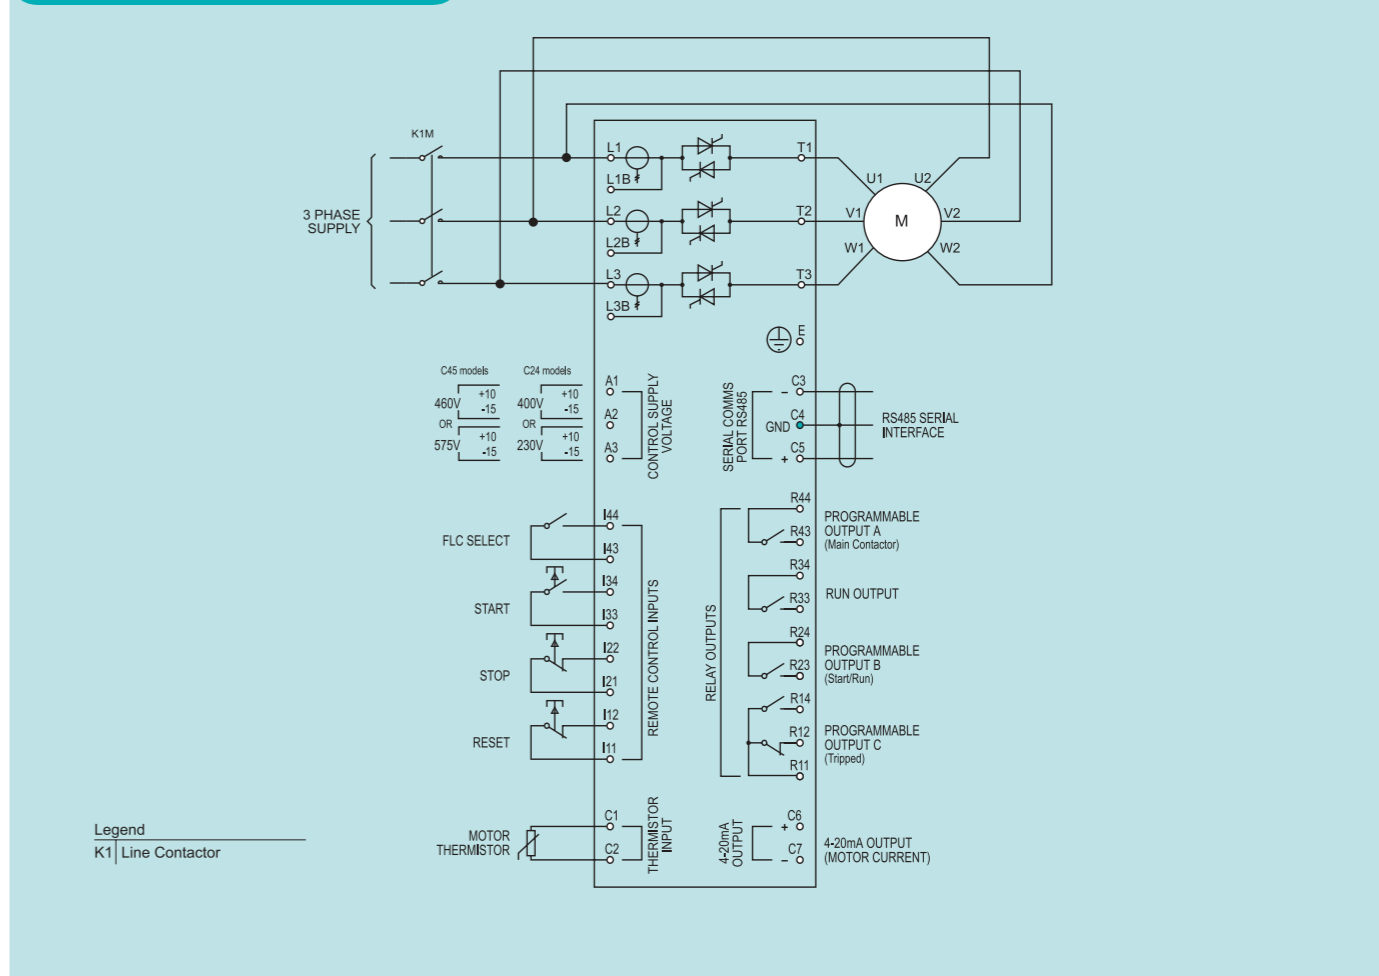 K1M
3 PHASE
SUPPLY
L1
L1B
L2
L2B
L3
L3B
T1
T2
T3
U1
U2
V1
M
V2
W1
W2
E
C45 models
460V
+10
-15
OR
575V
+10
-15
C24 models
400V
+10
-15
OR
230V
+10
-15
A1
A2
A3
CONTROL SUPPLY
VOLTAGE
SERIAL COMMS
PORT RS485
C3
−
C4
GND
C5
+
RS485 SERIAL
INTERFACE
FLC SELECT
I44
I43
START
I34
I33
STOP
I22
I21
RESET
I12
I11
REMOTE CONTROL INPUTS
RELAY OUTPUTS
R44
R43
PROGRAMMABLE
OUTPUT A
(Main Contactor)
R34
R33
RUN OUTPUT
R24
R23
PROGRAMMABLE
OUTPUT B
(Start/Run)
R14
R12
R11
PROGRAMMABLE
OUTPUT C
(Tripped)
MOTOR
THERMISTOR
C1
C2
THERMISTOR
INPUT
4-20mA
OUTPUT
C6
+
C7
−
4-20mA OUTPUT
(MOTOR CURRENT)
Legend
K1 Line Contactor